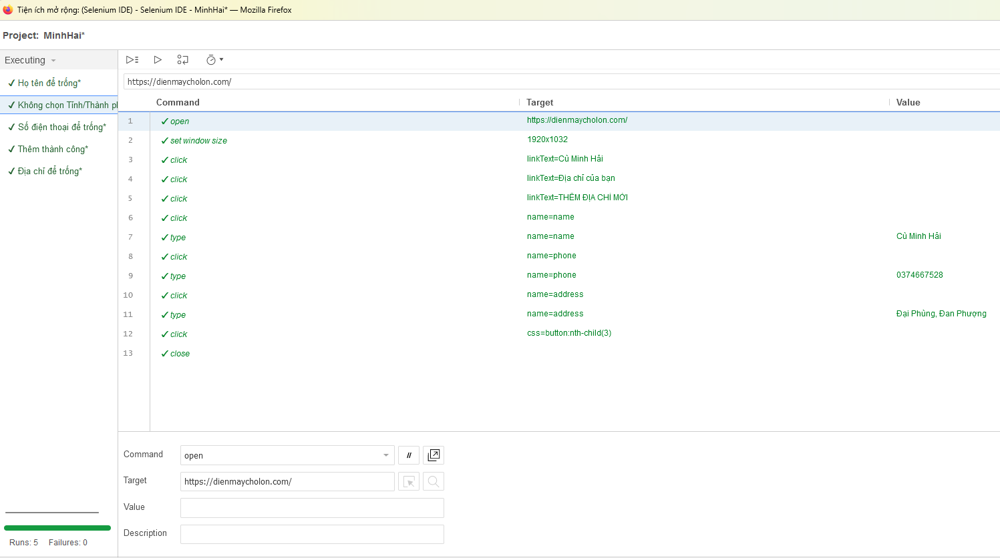 Tiện ích mở rộng: (Selenium IDE) - Selenium IDE - MinhHai* — Mozilla Firefox
Project: MinhHai*
Executing
https://dienmaycholon.com/
Họ tên để trống*
Không chọn Tỉnh/Thành ph
Số điện thoại để trống*
Thêm thành công*
Địa chỉ để trống*
Command Target Value
1 ✓ open https://dienmaycholon.com/
2 ✓ set window size 1920x1032
3 ✓ click linkText=Cù Minh Hải
4 ✓ click linkText=Địa chỉ của bạn
5 ✓ click linkText=THÊM ĐỊA CHỈ MỚI
6 ✓ click name=name
7 ✓ type name=name Cù Minh Hải
8 ✓ click name=phone
9 ✓ type name=phone 0374667528
10 ✓ click name=address
11 ✓ type name=address Đại Phùng, Đan Phượng
12 ✓ click css=button:nth-child(3)
13 ✓ close
Command open //
Target https://dienmaycholon.com/
Value
Description
Runs: 5 Failures: 0